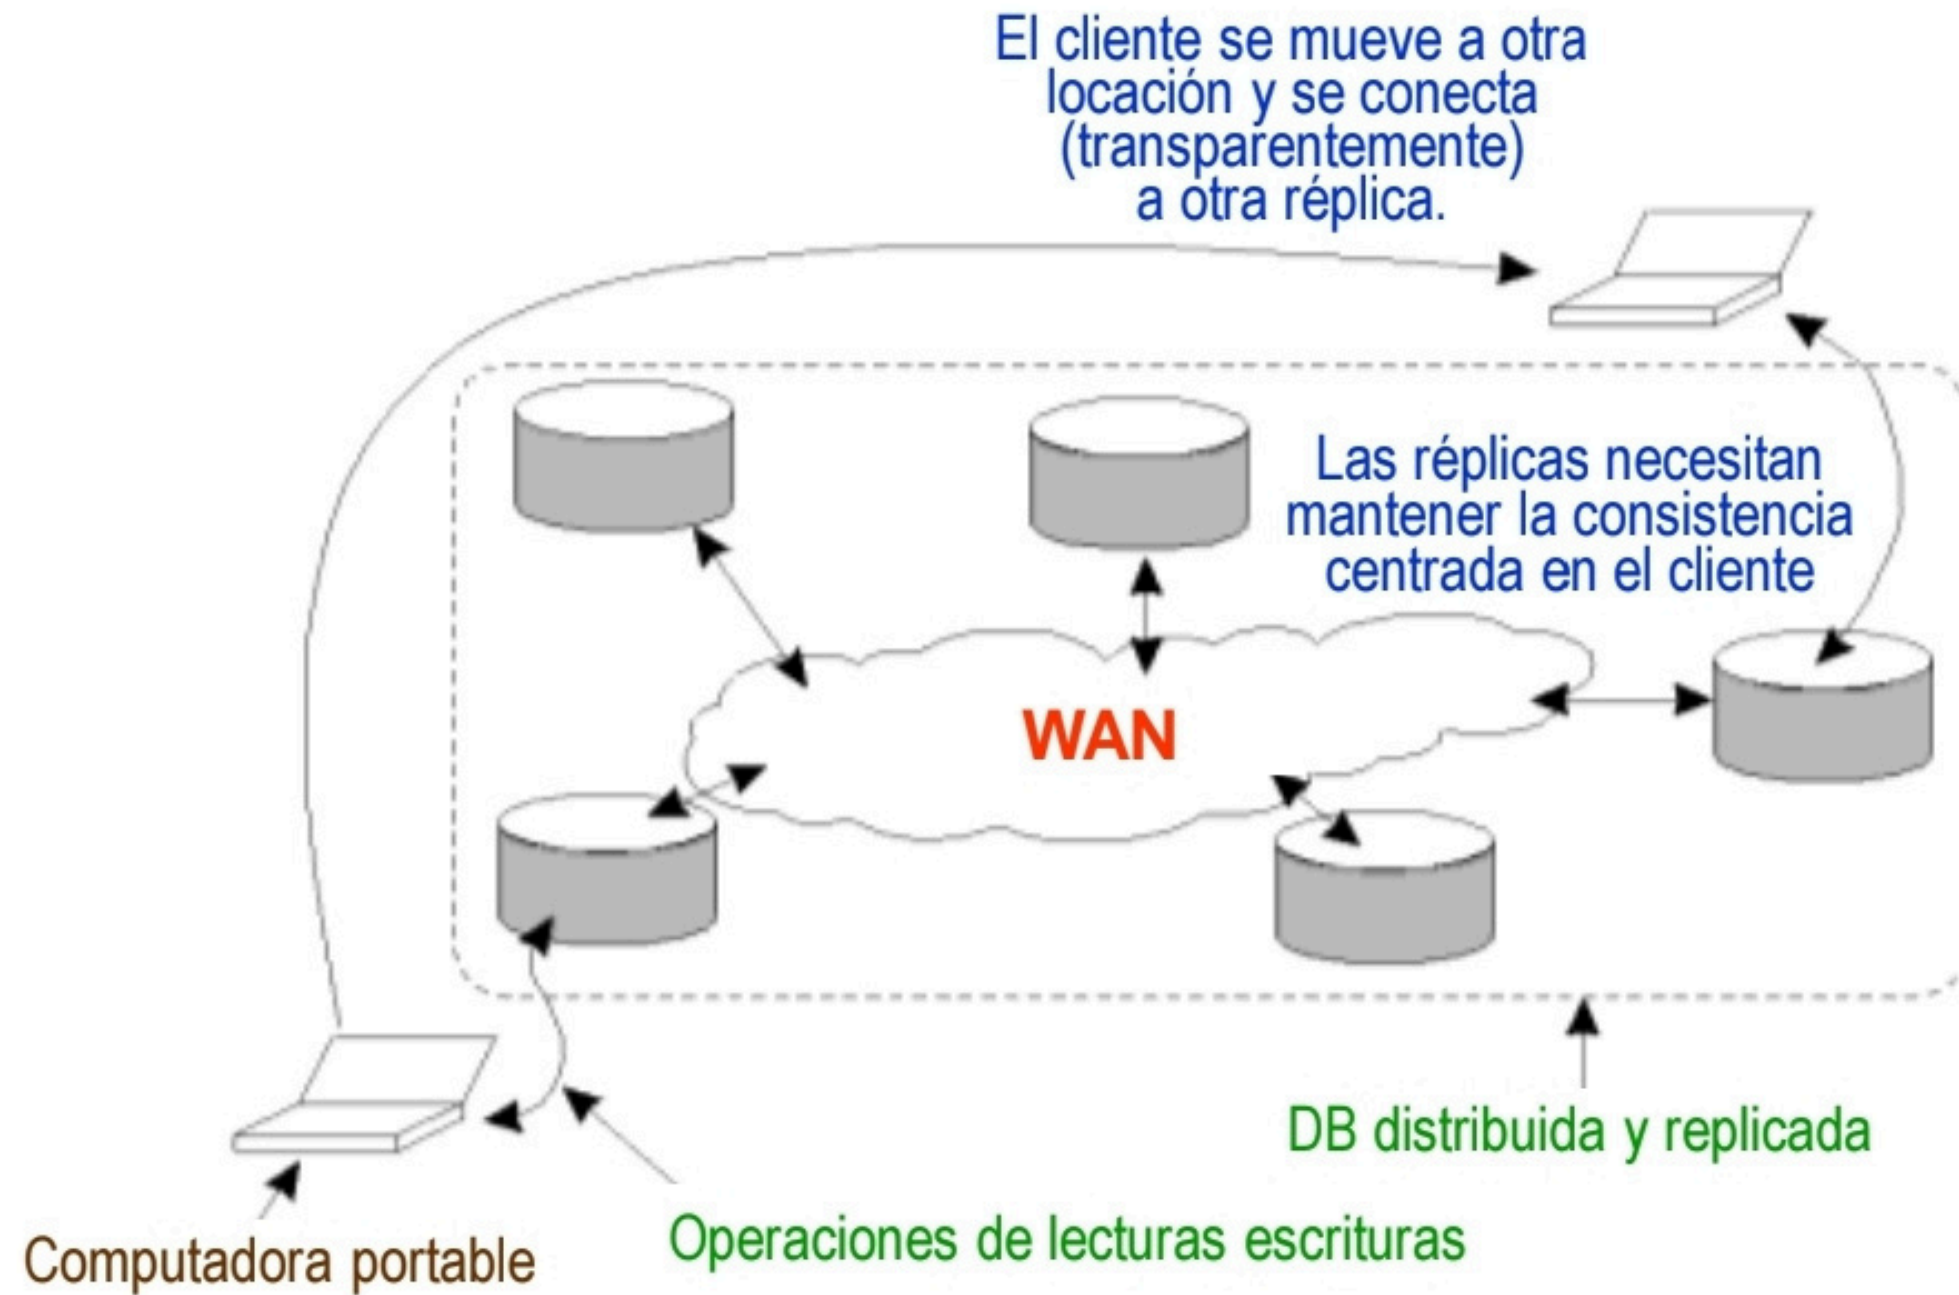 El cliente se mueve a otra
locación y se conecta
(transparentemente)
a otra réplica.
Las réplicas necesitan
mantener la consistencia
centrada en el cliente
WAN
DB distribuida y replicada
Operaciones de lecturas escrituras
Computadora portable